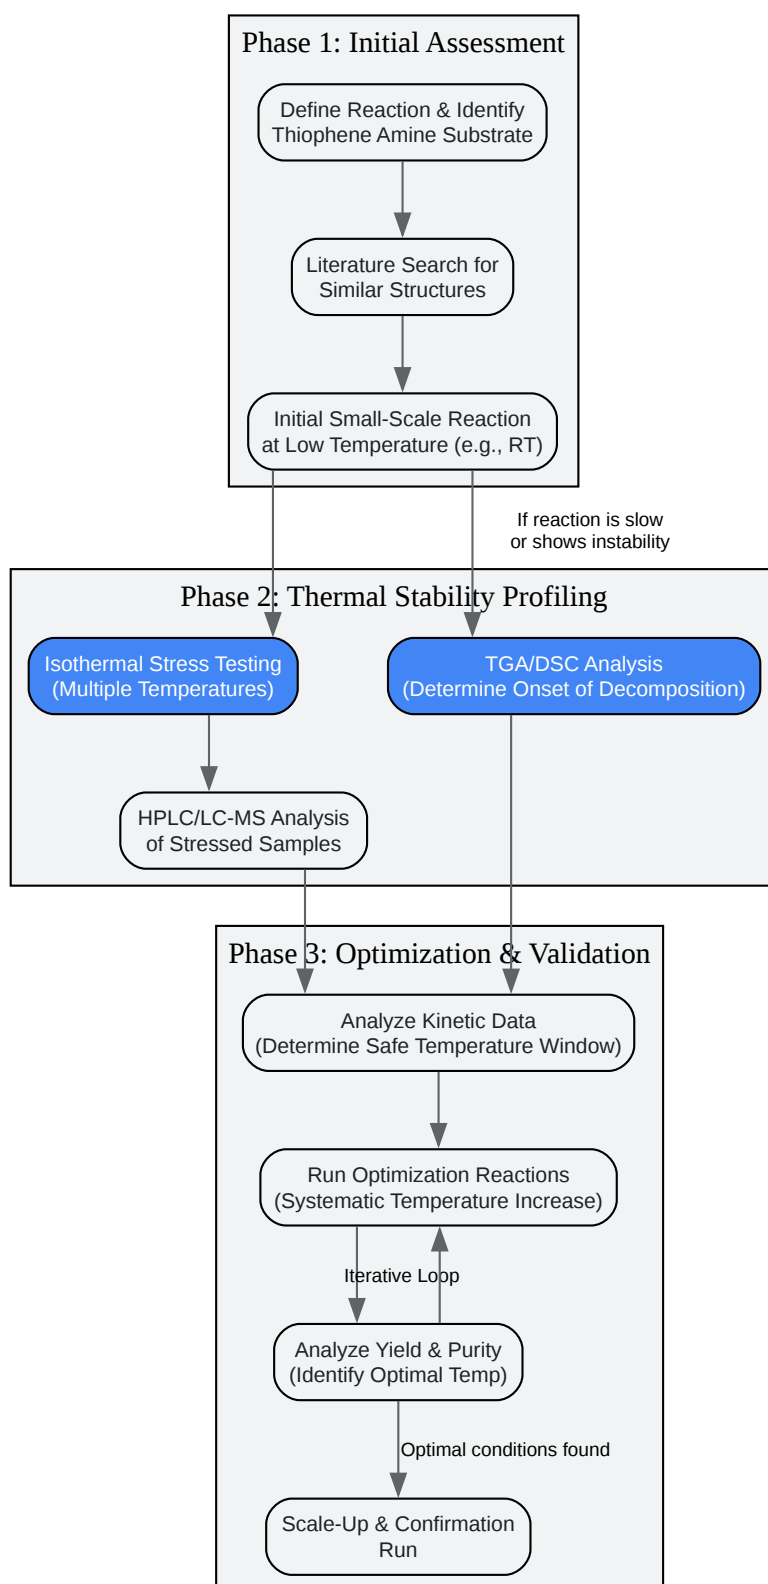 Phase 1: Initial Assessment
Define Reaction & Identify
Thiophene Amine Substrate
Literature Search for
Similar Structures
Initial Small-Scale Reaction
at Low Temperature (e.g., RT)
If reaction is slow
or shows instability
Phase 2: Thermal Stability Profiling
Isothermal Stress Testing
(Multiple Temperatures)
TGA/DSC Analysis
(Determine Onset of Decomposition)
HPLC/LC-MS Analysis
of Stressed Samples
Phase 3: Optimization & Validation
Analyze Kinetic Data
(Determine Safe Temperature Window)
Run Optimization Reactions
(Systematic Temperature Increase)
Iterative Loop
Analyze Yield & Purity
(Identify Optimal Temp)
Optimal conditions found
Scale-Up & Confirmation
Run